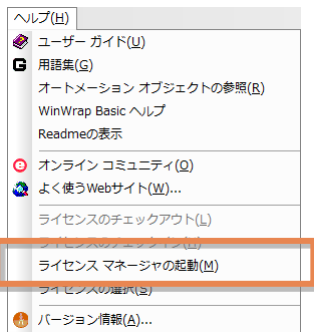 ヘルプ(H)
ユーザー ガイド(U)
用語集(G)
オートメーション オブジェクトの参照(R)
WinWrap Basic ヘルプ
Readmeの表示
オンライン コミュニティ(O)
よく使うWebサイト(W)...
ライセンスのチェックアウト(L)
ライセンス マネージャの起動(M)
ライセンスの選択(S)
バージョン情報(A)...